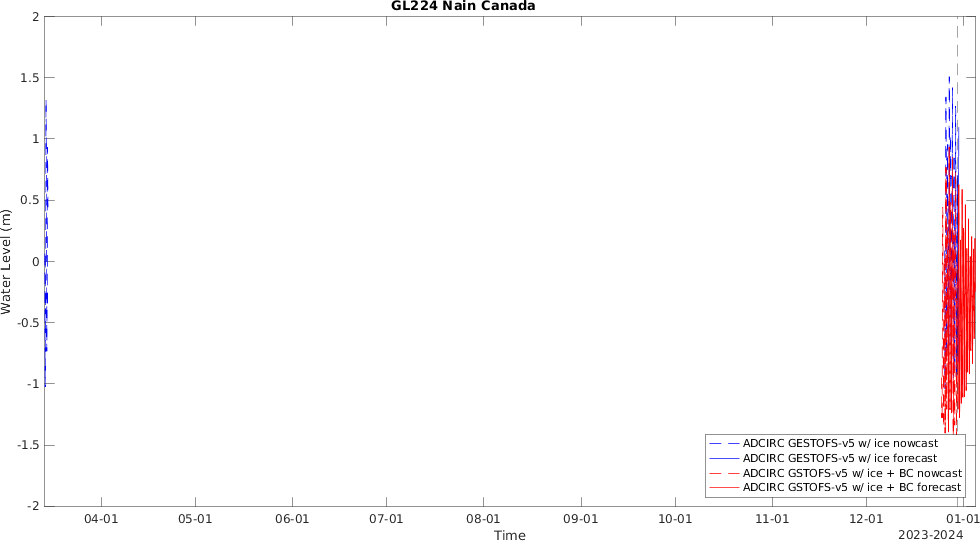 GL224 Nain Canada
2
1.5
1
0.5
0
-0.5
-1
-1.5
-2
Water Level (m)
ADCIRC GESTOFS-v5 w/ ice nowcast
ADCIRC GESTOFS-v5 w/ ice forecast
ADCIRC GSTOFS-v5 w/ ice + BC nowcast
ADCIRC GSTOFS-v5 w/ ice + BC forecast
04-01 05-01 06-01 07-01 08-01 09-01 10-01 11-01 12-01 01-01
Time
2023-2024